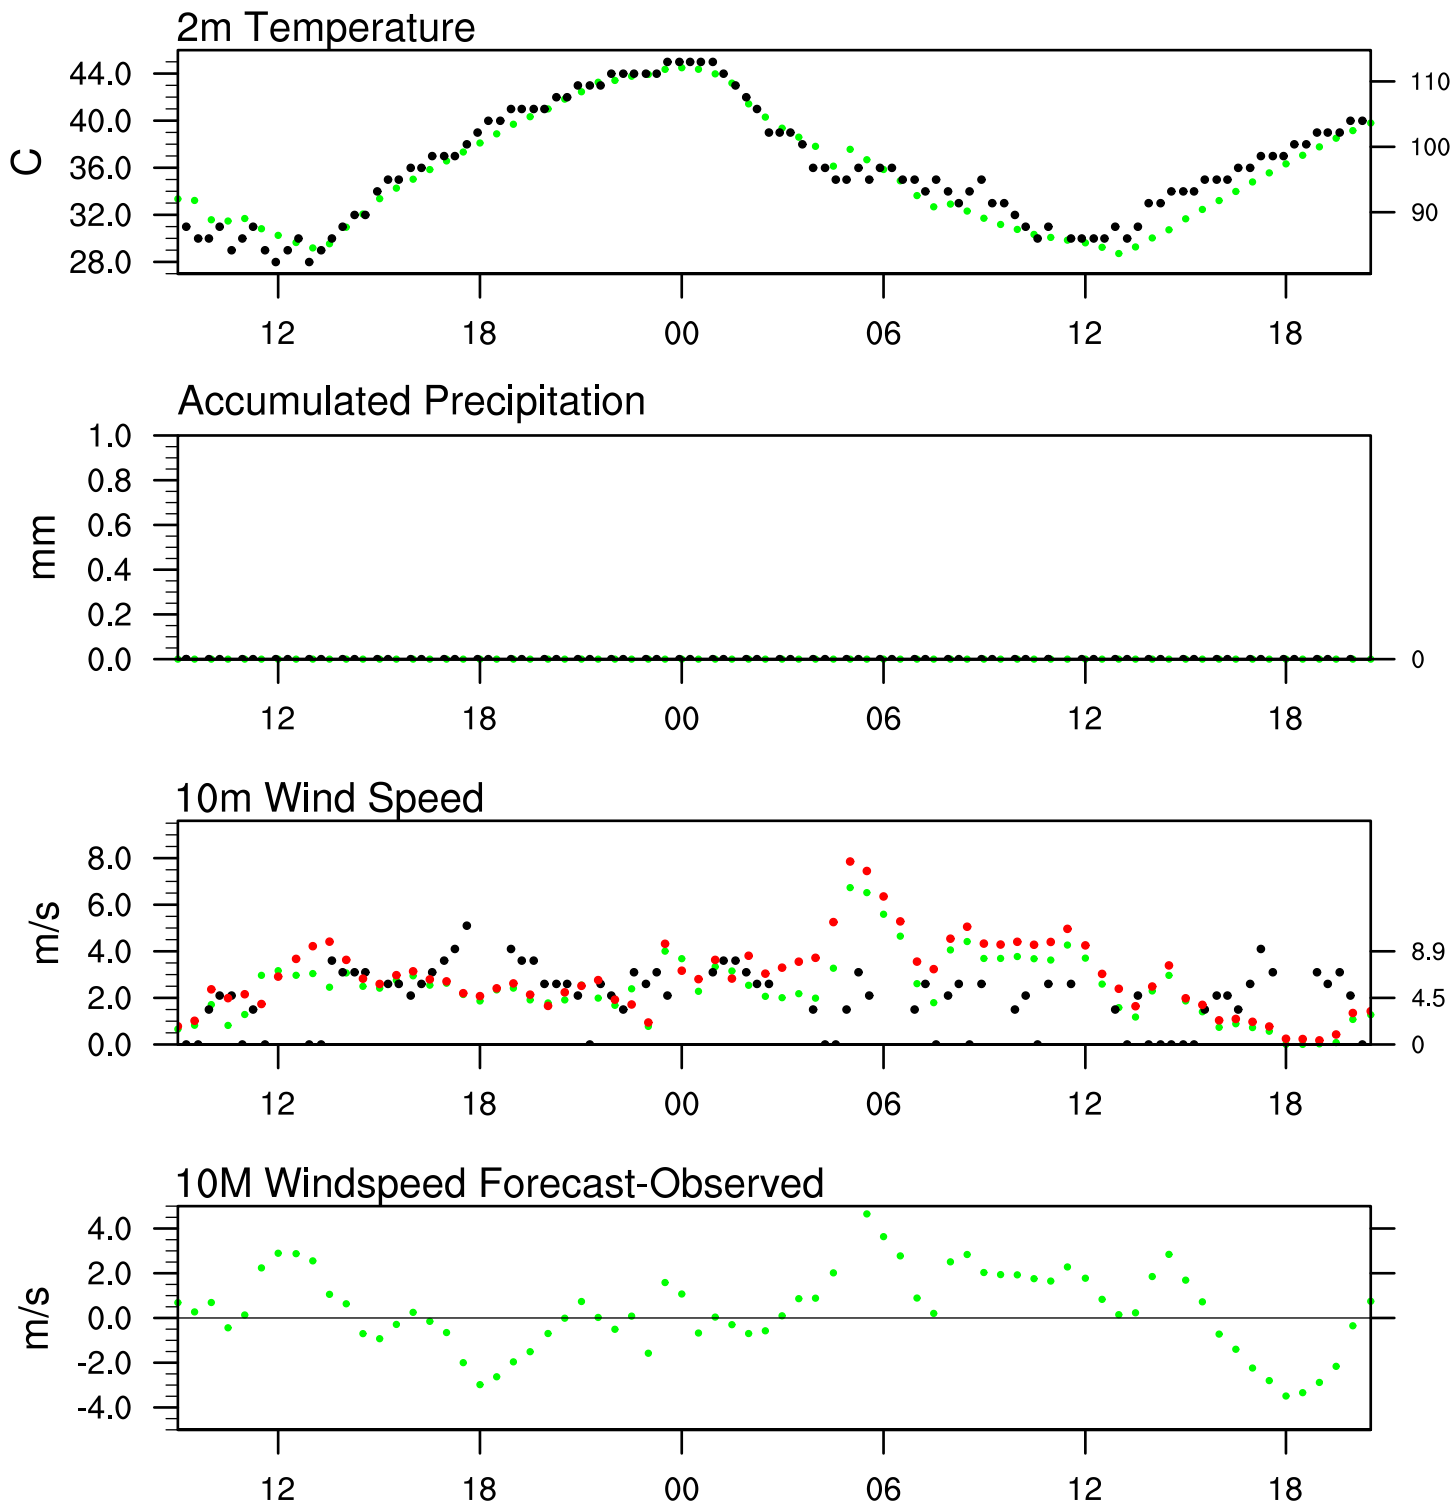 2m Temperature
44.0
40.0
36.0
32.0
28.0
C
110
100
90
12 18 00 06 12 18
Accumulated Precipitation
1.0
0.8
0.6
0.4
0.2
0.0
mm
0
12 18 00 06 12 18
10m Wind Speed
8.0
6.0
4.0
2.0
0.0
m/s
8.9
4.5
0
12 18 00 06 12 18
10M Windspeed Forecast-Observed
4.0
2.0
0.0
-2.0
-4.0
m/s
12 18 00 06 12 18